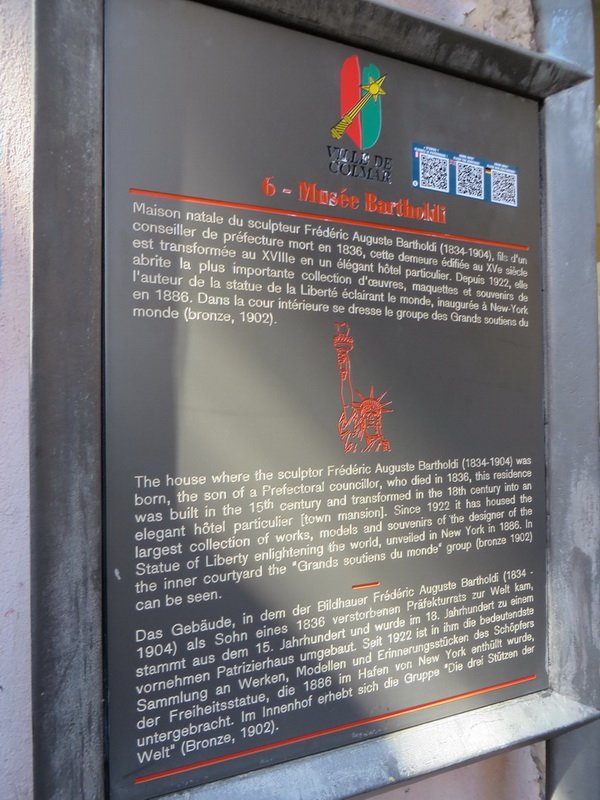 VILLE DE
COLMAR
6 - Musée Bartholdi
Maison natale du sculpteur Frédéric Auguste Bartholdi (1834-1904), fils d'un
conseiller de préfecture mort en 1836, cette demeure édifiée au XVe siècle
est transformée au XVIIIe en un élégant hôtel particulier. Depuis 1922, elle
abrite la plus importante collection d'œuvres, maquettes et souvenirs de
l'auteur de la statue de la Liberté éclairant le monde, inaugurée à New-York
en 1886. Dans la cour intérieure se dresse le groupe des Grands soutiens du
monde (bronze, 1902).
The house where the sculptor Frédéric Auguste Bartholdi (1834-1904) was
born, the son of a Prefectoral councillor, who died in 1836, this residence
was built in the 15th century and transformed in the 18th century into an
elegant hôtel particulier [town mansion]. Since 1922 it has housed the
largest collection of works, models and souvenirs of the designer of the
Statue of Liberty enlightening the world, unveiled in New York in 1886. In
the inner courtyard the "Grands soutiens du monde" group (bronze 1902)
can be seen.
Das Gebäude, in dem der Bildhauer Frédéric Auguste Bartholdi (1834 -
1904) als Sohn eines 1836 verstorbenen Präfekturrats zur Welt kam,
stammt aus dem 15. Jahrhundert und wurde im 18. Jahrhundert zu einem
vornehmen Patrizierhaus umgebaut. Seit 1922 ist in ihm die bedeutendste
Sammlung an Werken, Modellen und Erinnerungsstücken des Schöpfers
der Freiheitsstatue, die 1886 im Hafen von New York enthüllt wurde,
untergebracht. Im Innenhof erhebt sich die Gruppe "Die drei Stützen der
Welt" (Bronze, 1902).